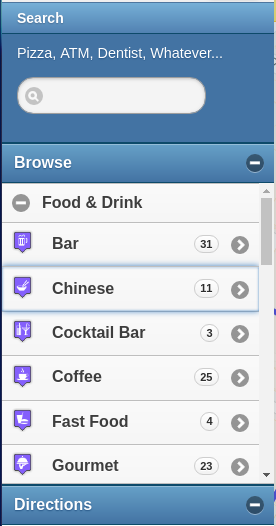 Search
Pizza, ATM, Dentist, Whatever...
Browse
Food & Drink
Bar 31
Chinese 11
Cocktail Bar 3
Coffee 25
Fast Food 4
Gourmet 23
Directions